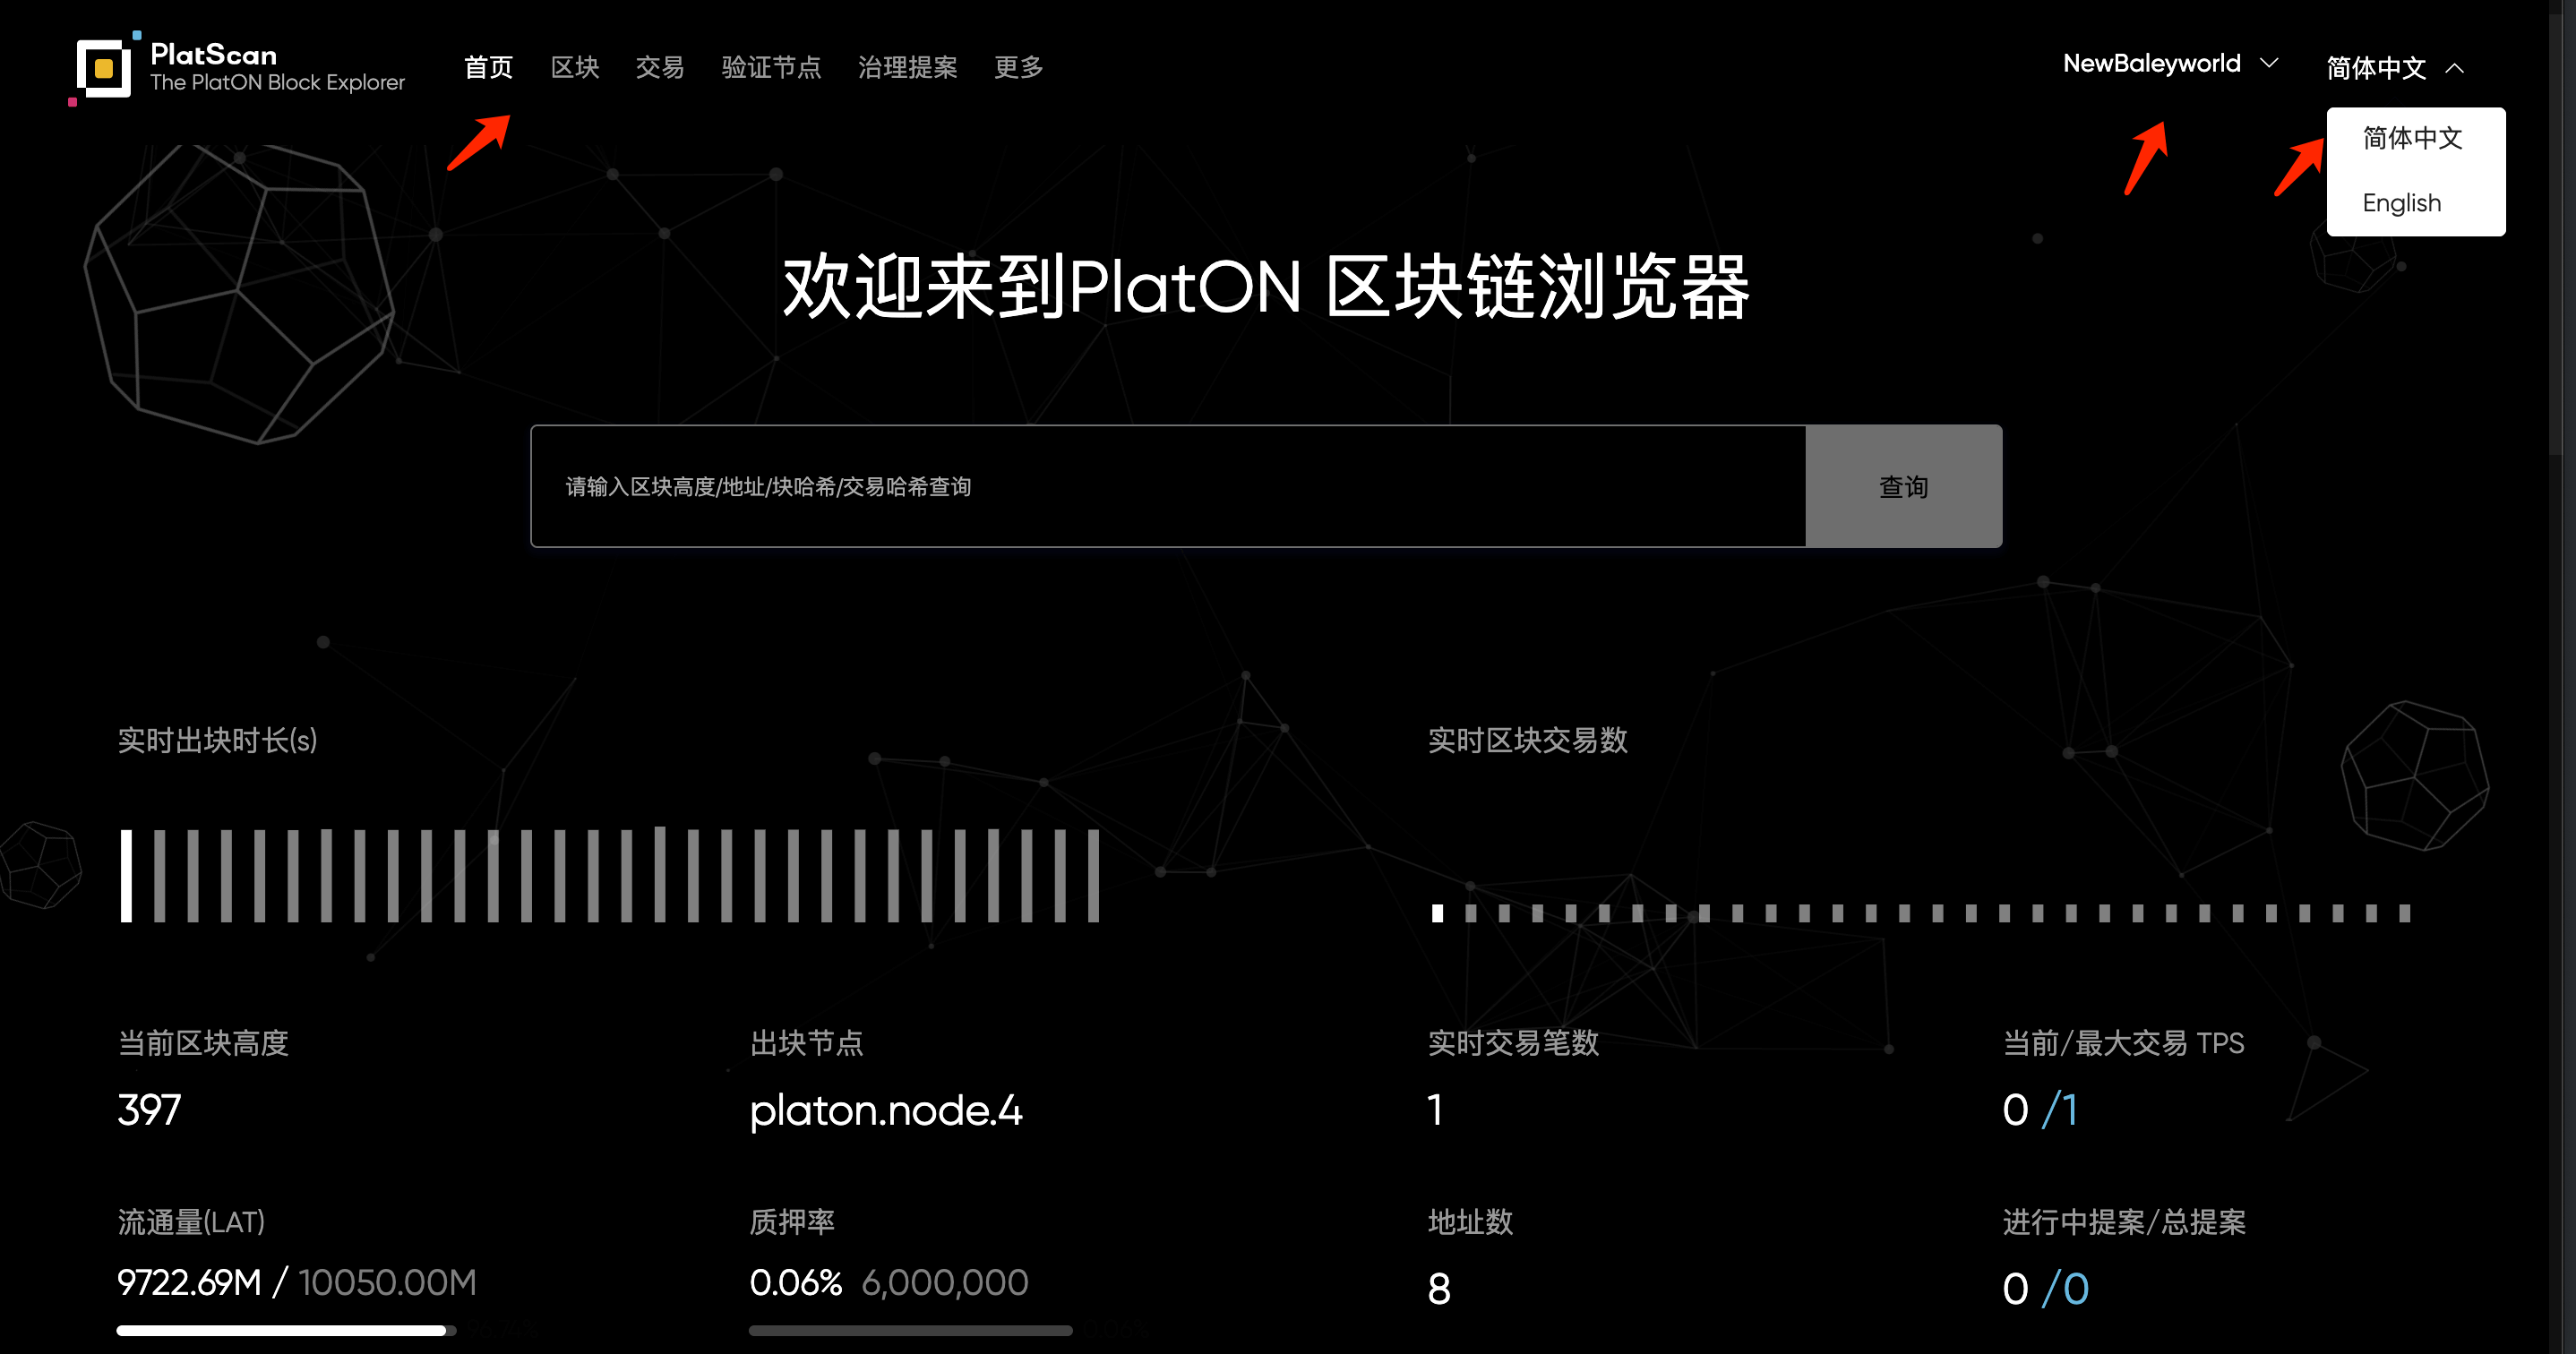 PlatScan
The PlatON Block Explorer
首页 区块 交易 验证节点 治理提案 更多
NewBaleyworld 简体中文
简体中文
English
欢迎来到PlatON 区块链浏览器
请输入区块高度/地址/块哈希/交易哈希查询 查询
实时出块时长(s) 实时区块交易数
当前区块高度 出块节点 实时交易笔数 当前/最大交易 TPS
397 platon.node.4 1 0 /1
流通量(LAT) 质押率 地址数 进行中提案/总提案
9722.69M / 10050.00M 0.06% 6,000,000 8 0 /0